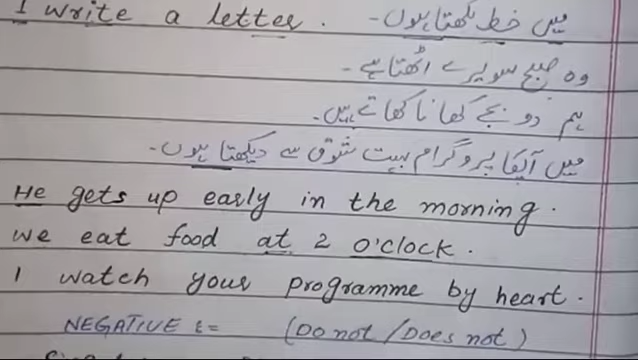 I write a letter. میں خط لکھتا ہوں۔
وہ صبح سویرے اٹھتا ہے۔
ہم دو بجے کھانا کھاتے ہیں۔
میں آپکا پروگرام بہت شوق سے دیکھتا ہوں۔
He gets up early in the morning.
we eat food at 2 o'clock.
I watch your programme by heart.
NEGATIVE :- (Do not / Does not)